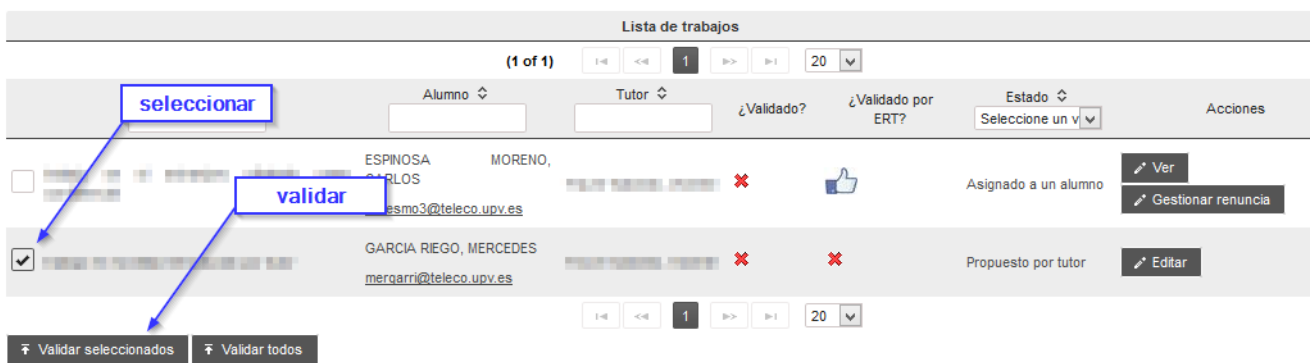 Lista de trabajos
(1 of 1) 1 20
seleccionar
Alumno Tutor ¿Validado? ¿Validado por ERT? Estado Acciones
Seleccione un v
ESPINOSA MORENO,
validar
Asignado a un alumno
Ver
Gestionar renuncia
esmo3@teleco.upv.es
GARCIA RIEGO, MERCEDES
mergarri@teleco.upv.es
Propuesto por tutor
Editar
1 20
Validar seleccionados Validar todos